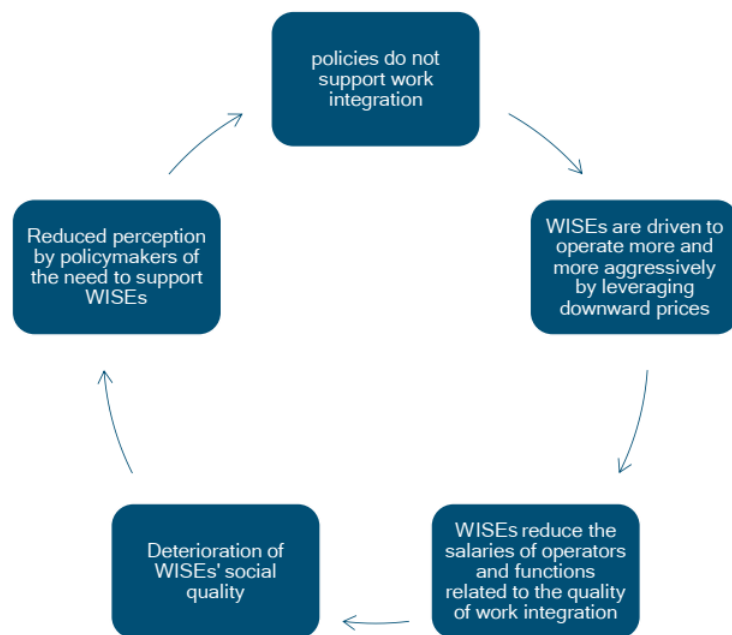 policies do not
support work
integration
WISEs are driven to
operate more and
more aggressively
by leveraging
downward prices
WISEs reduce the
salaries of operators
and functions
related to the quality
of work integration
Deterioration of
WISEs' social
quality
Reduced perception
by policymakers of
the need to support
WISEs